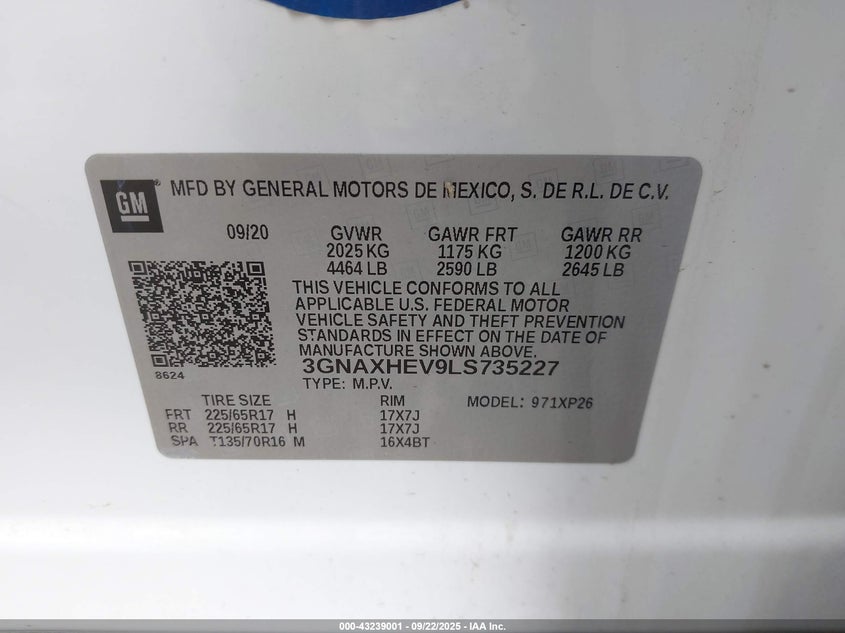 GM
MFD BY GENERAL MOTORS DE MEXICO, S. DE R.L. DE C.V.
09/20 GVWR GAWR FRT GAWR RR
2025 KG 1175 KG 1200 KG
4464 LB 2590 LB 2645 LB
THIS VEHICLE CONFORMS TO ALL
APPLICABLE U.S. FEDERAL MOTOR
VEHICLE SAFETY AND THEFT PREVENTION
STANDARDS IN EFFECT ON THE DATE OF
MANUFACTURE SHOWN ABOVE.
8624
3GNAXHEV9LS735227
TYPE: M.P.V.
TIRE SIZE RIM MODEL: 971XP26
FRT 225/65R17 H 17X7J
RR 225/65R17 H 17X7J
SPA T135/70R16 M 16X4BT
000-43239001 - 09/22/2025 - IAA Inc.